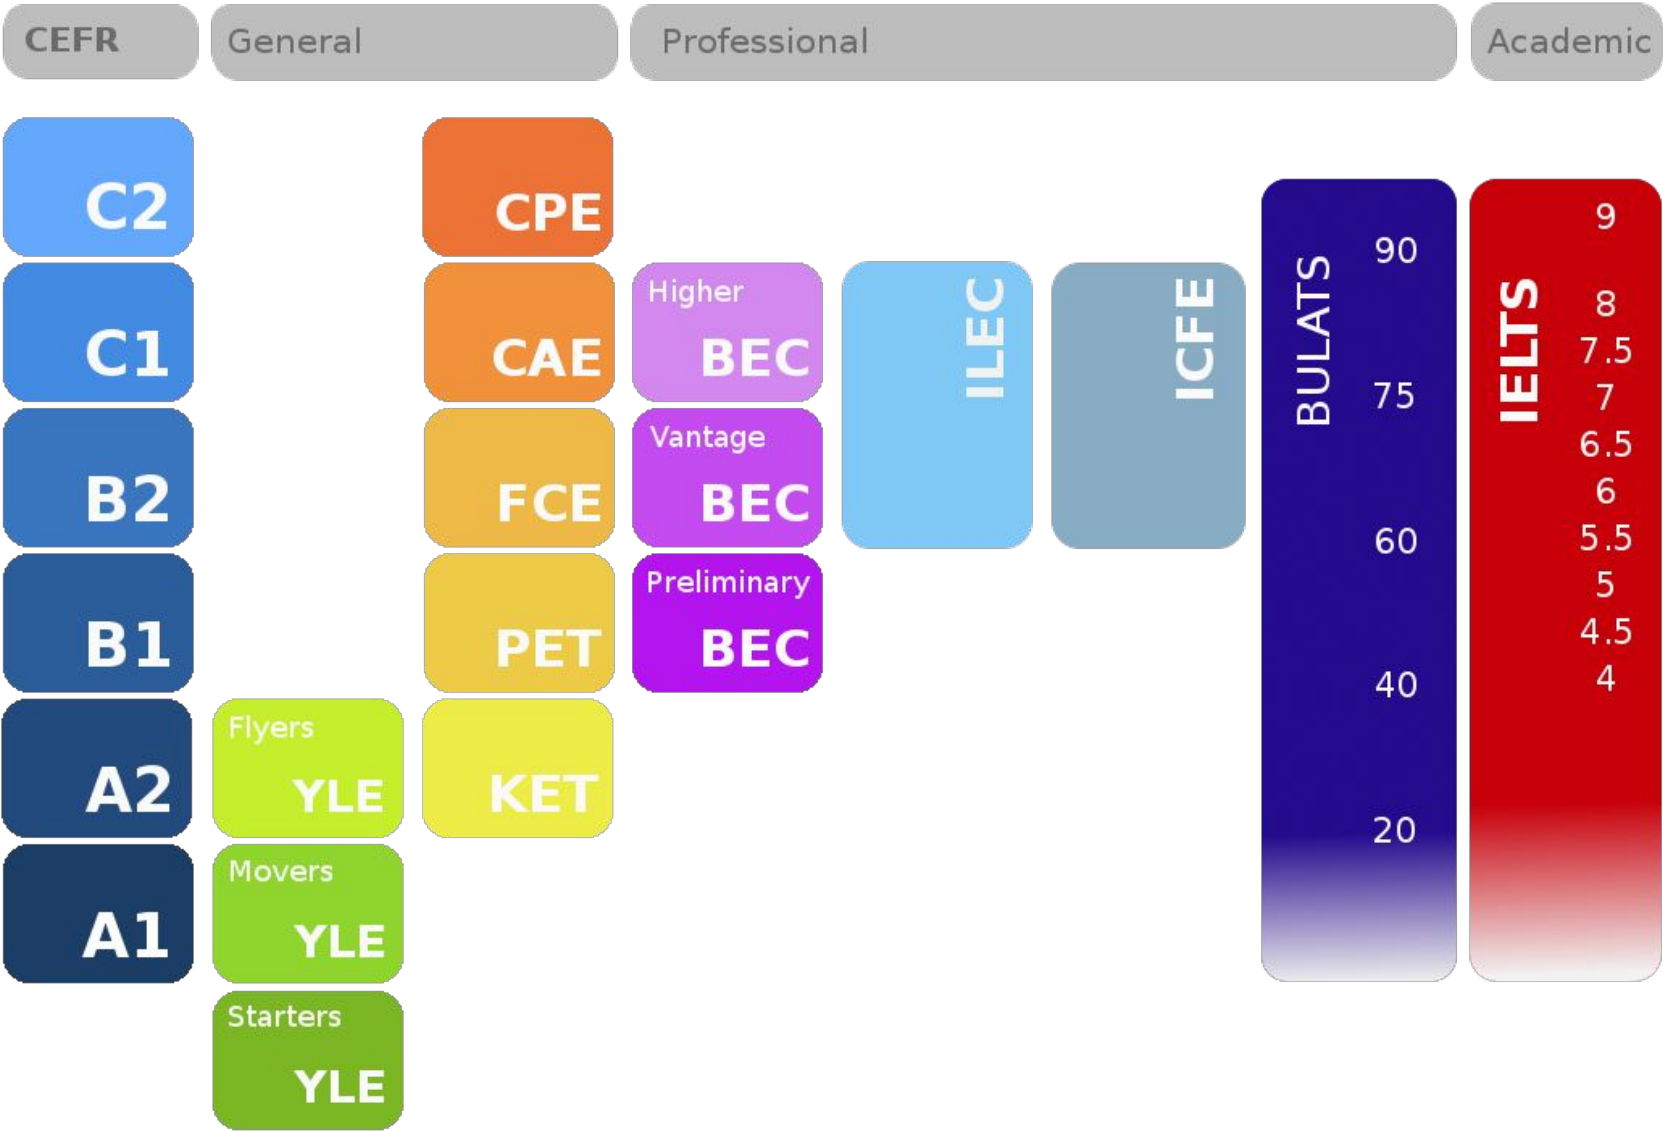 CEFR
General
Professional
Academic
C2
CPE
C1
CAE
Higher
BEC
ILEC
ICFE
BULATS
90
75
60
40
20
IELTS
9
8
7.5
7
6.5
6
5.5
5
4.5
4
B2
FCE
Vantage
BEC
B1
PET
Preliminary
BEC
A2
Flyers
YLE
KET
A1
Movers
YLE
Starters
YLE